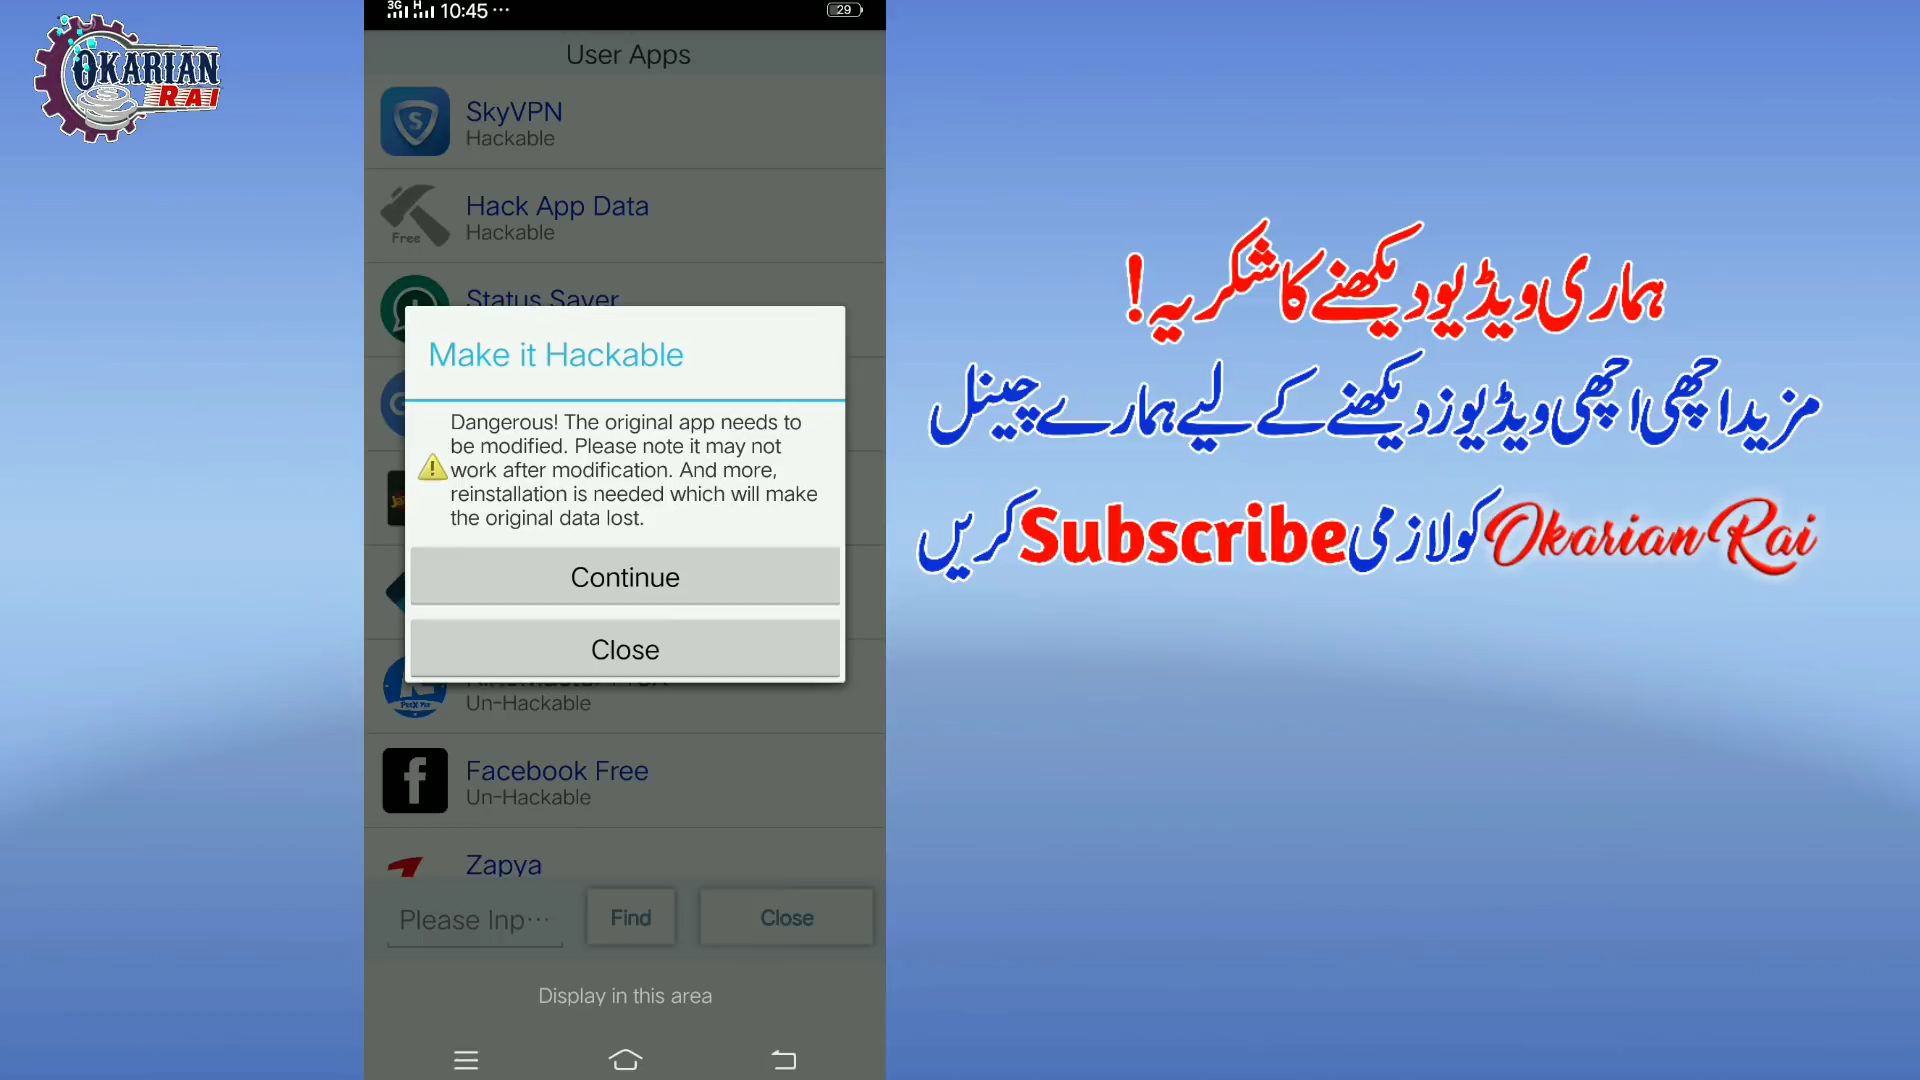 3G H 10:45 ··· 29
OKARIAN
RAI
User Apps
SkyVPN
Hackable
Free
Hack App Data
Hackable
Status Saver
Make it Hackable
Dangerous! The original app needs to
be modified. Please note it may not
work after modification. And more,
reinstallation is needed which will make
the original data lost.
Continue
Close
Un-Hackable
Facebook Free
Un-Hackable
Zapya
Please Inp···
Find
Close
Display in this area
ہماری ویڈیو دیکھنے کا شکریہ!
مزید اچھی اچھی ویڈیوز دیکھنے کے لیے ہمارے چینل
Okarian Rai کو لازمی Subscribe کریں